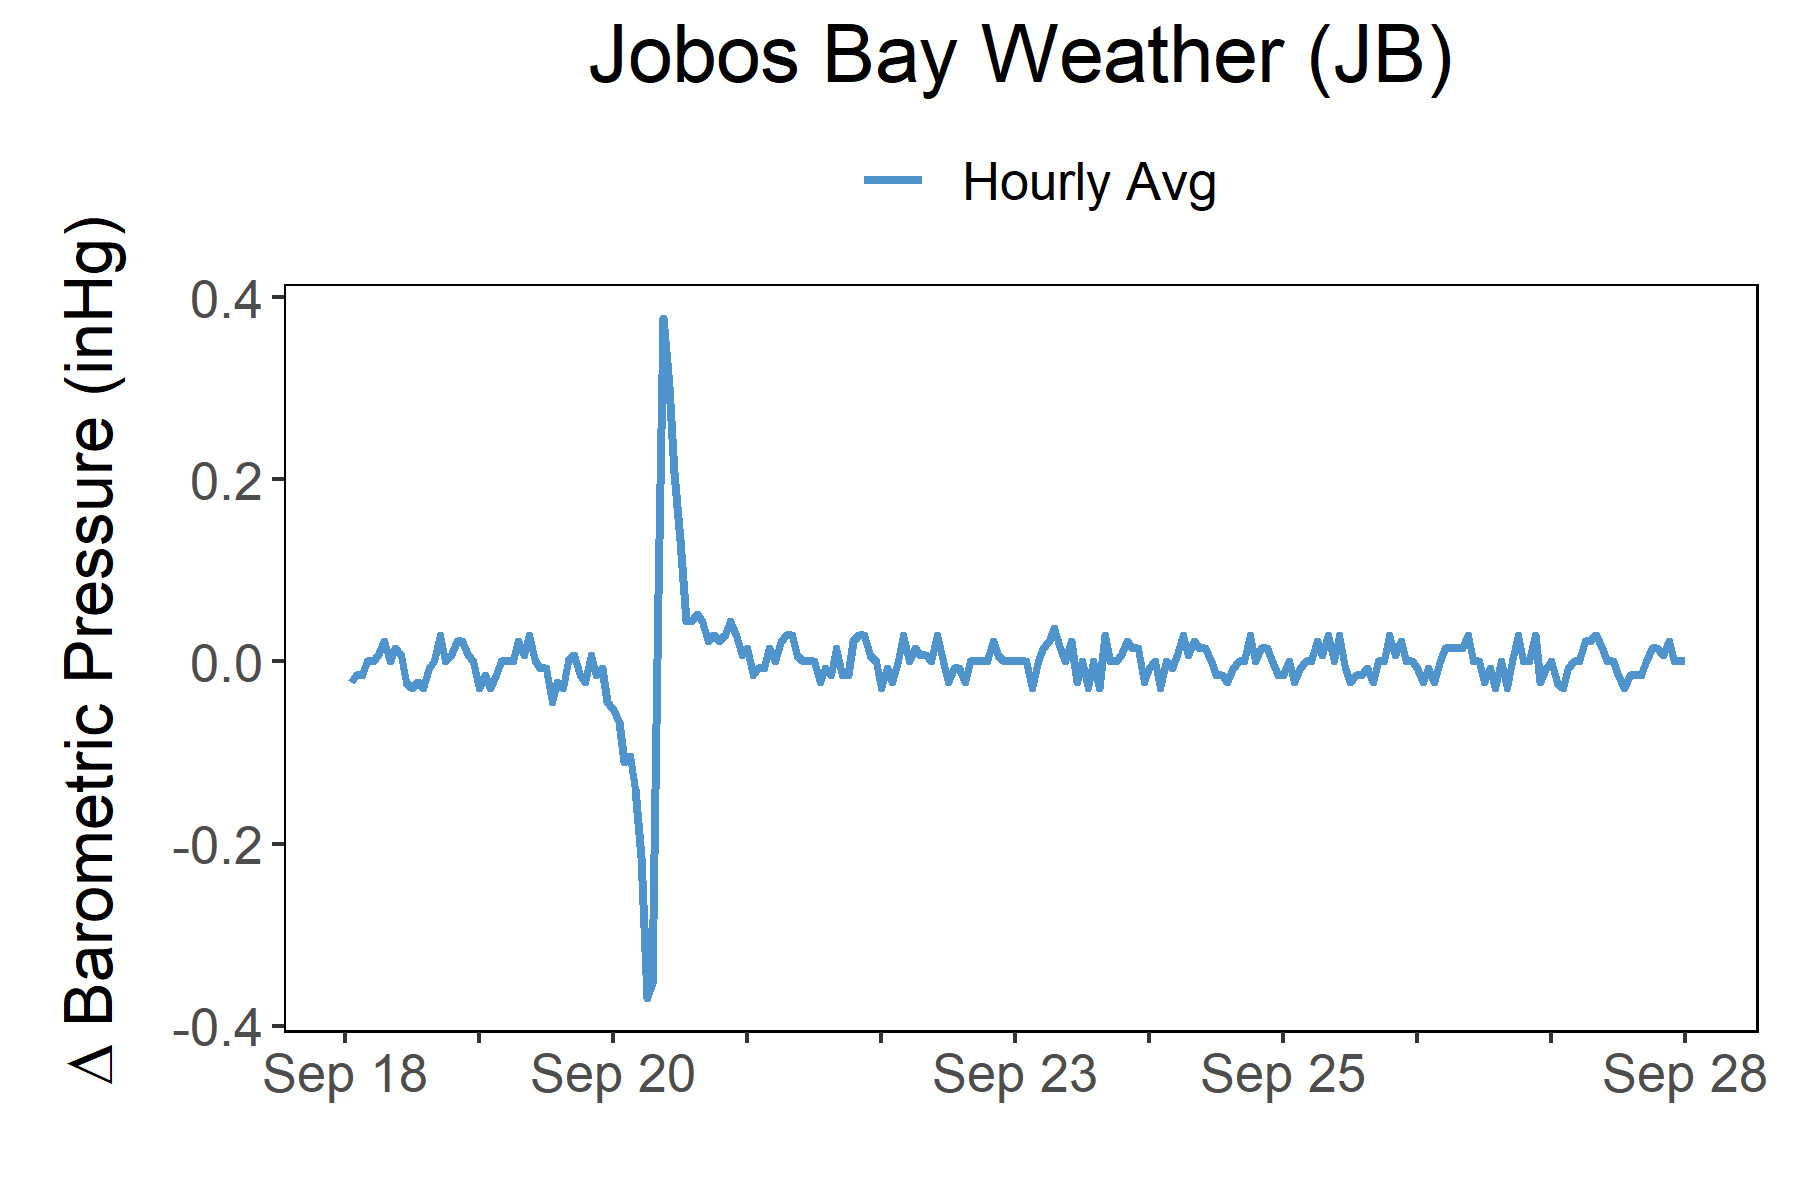 Jobos Bay Weather (JB)
Hourly Avg
Δ Barometric Pressure (inHg)
0.4
0.2
0.0
-0.2
-0.4
Sep 18 Sep 20 Sep 23 Sep 25 Sep 28